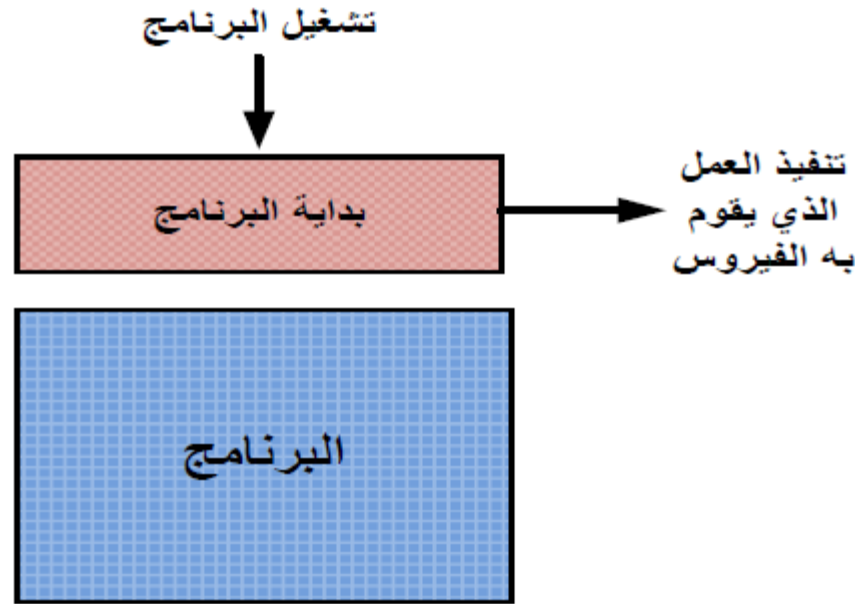 تشغيل البرنامج
بداية البرنامج
تنفيذ العمل
الذي يقوم
به الفيروس
البرنامج